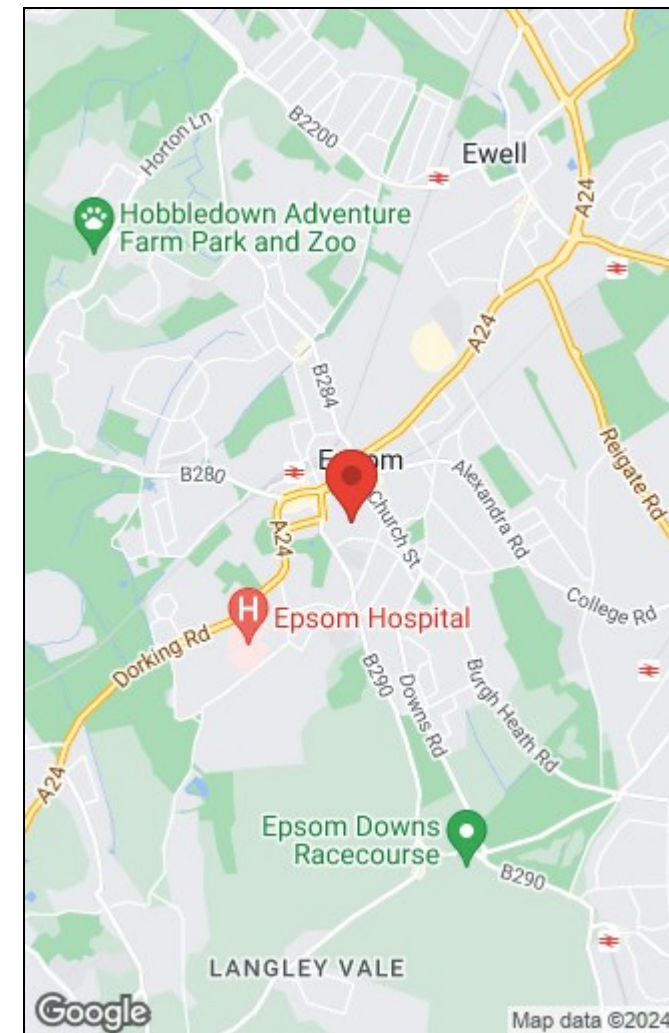 Horton Ln
B2200
Ewell
A24
Hobbledown Adventure
Farm Park and Zoo
A24
B284
Reigate Rd
Epsom
B280
Alexandra Rd
Church St
A24
College Rd
H
Epsom Hospital
Dorking Rd
B290
Downs Rd
Burgh Heath Rd
A24
Epsom Downs
Racecourse
B290
LANGLEY VALE
Google
Map data ©2024